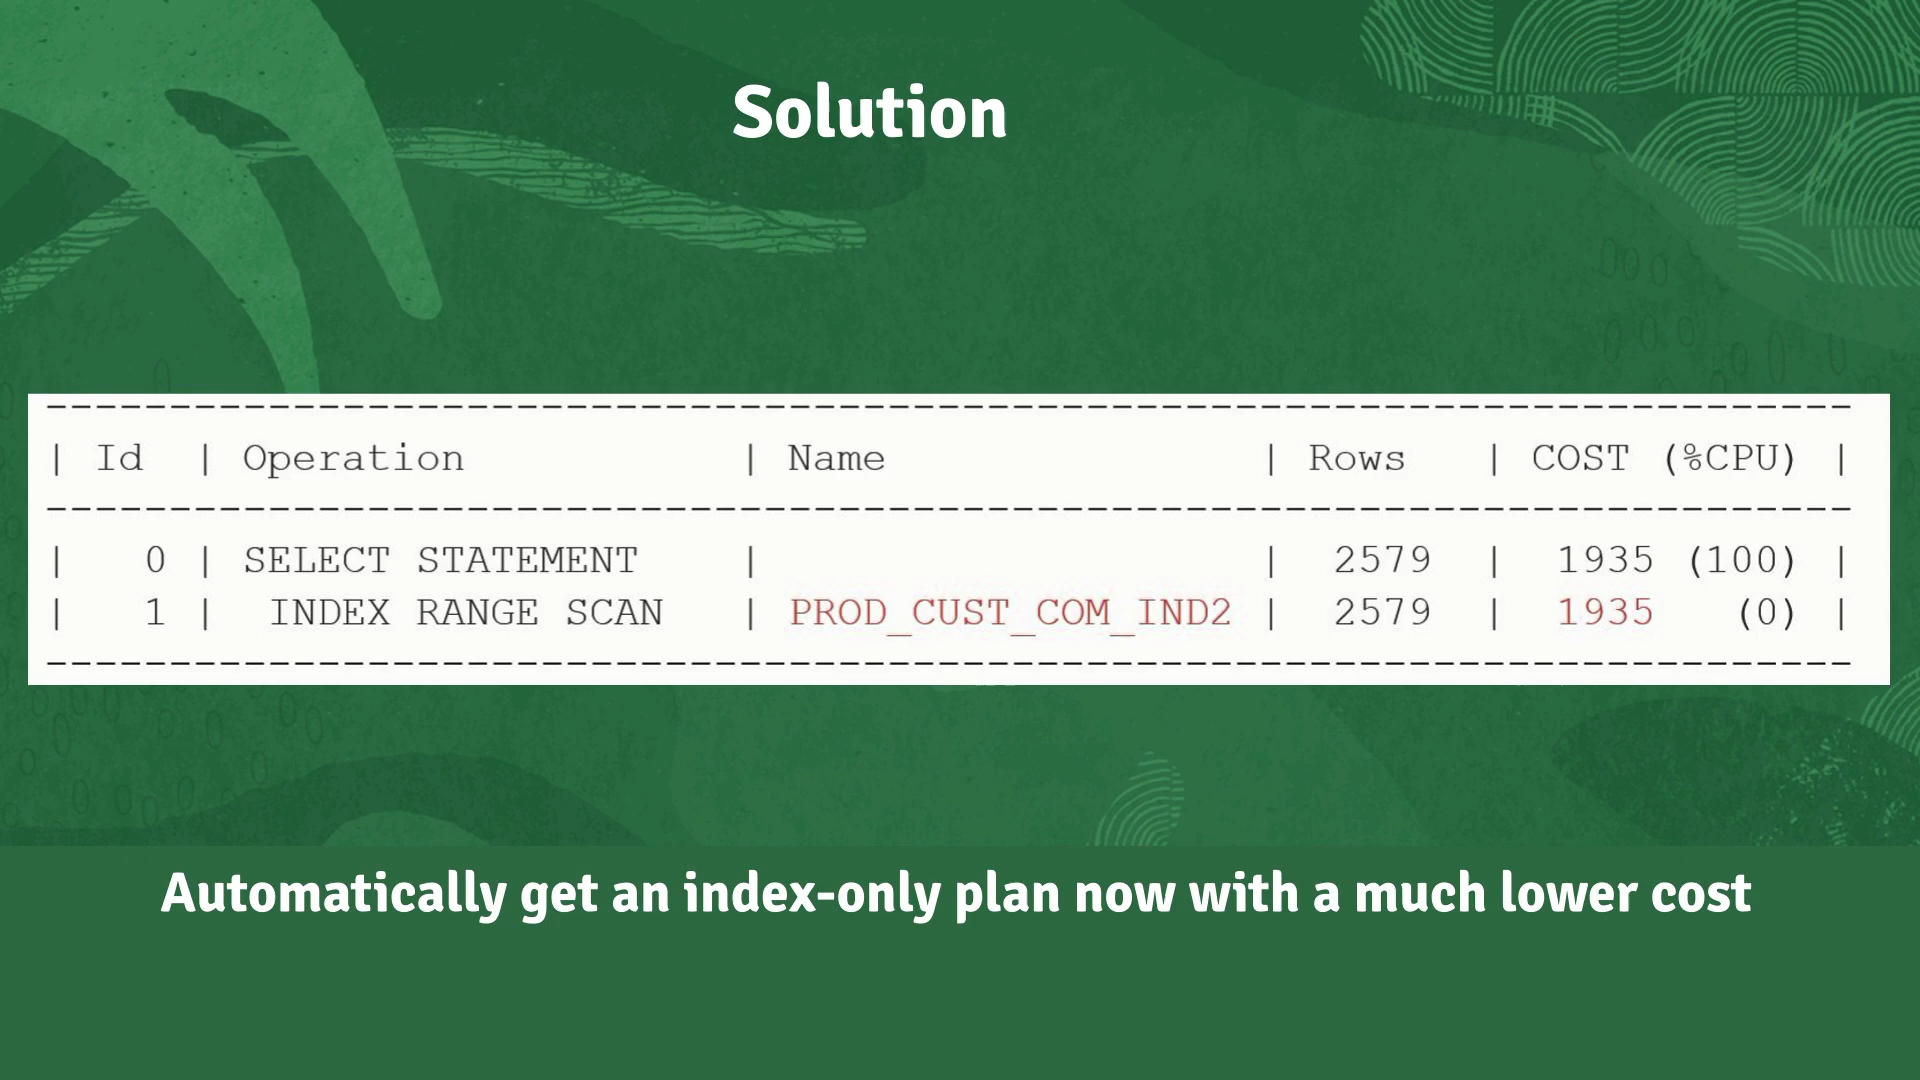 Solution
---------------------------------------------------------------------------
| Id  | Operation           | Name                | Rows   | COST (%CPU) |
---------------------------------------------------------------------------
|   0 | SELECT STATEMENT    |                     |  2579  |  1935 (100) |
|   1 |  INDEX RANGE SCAN   | PROD_CUST_COM_IND2 |  2579  |  1935   (0) |
---------------------------------------------------------------------------
Automatically get an index-only plan now with a much lower cost